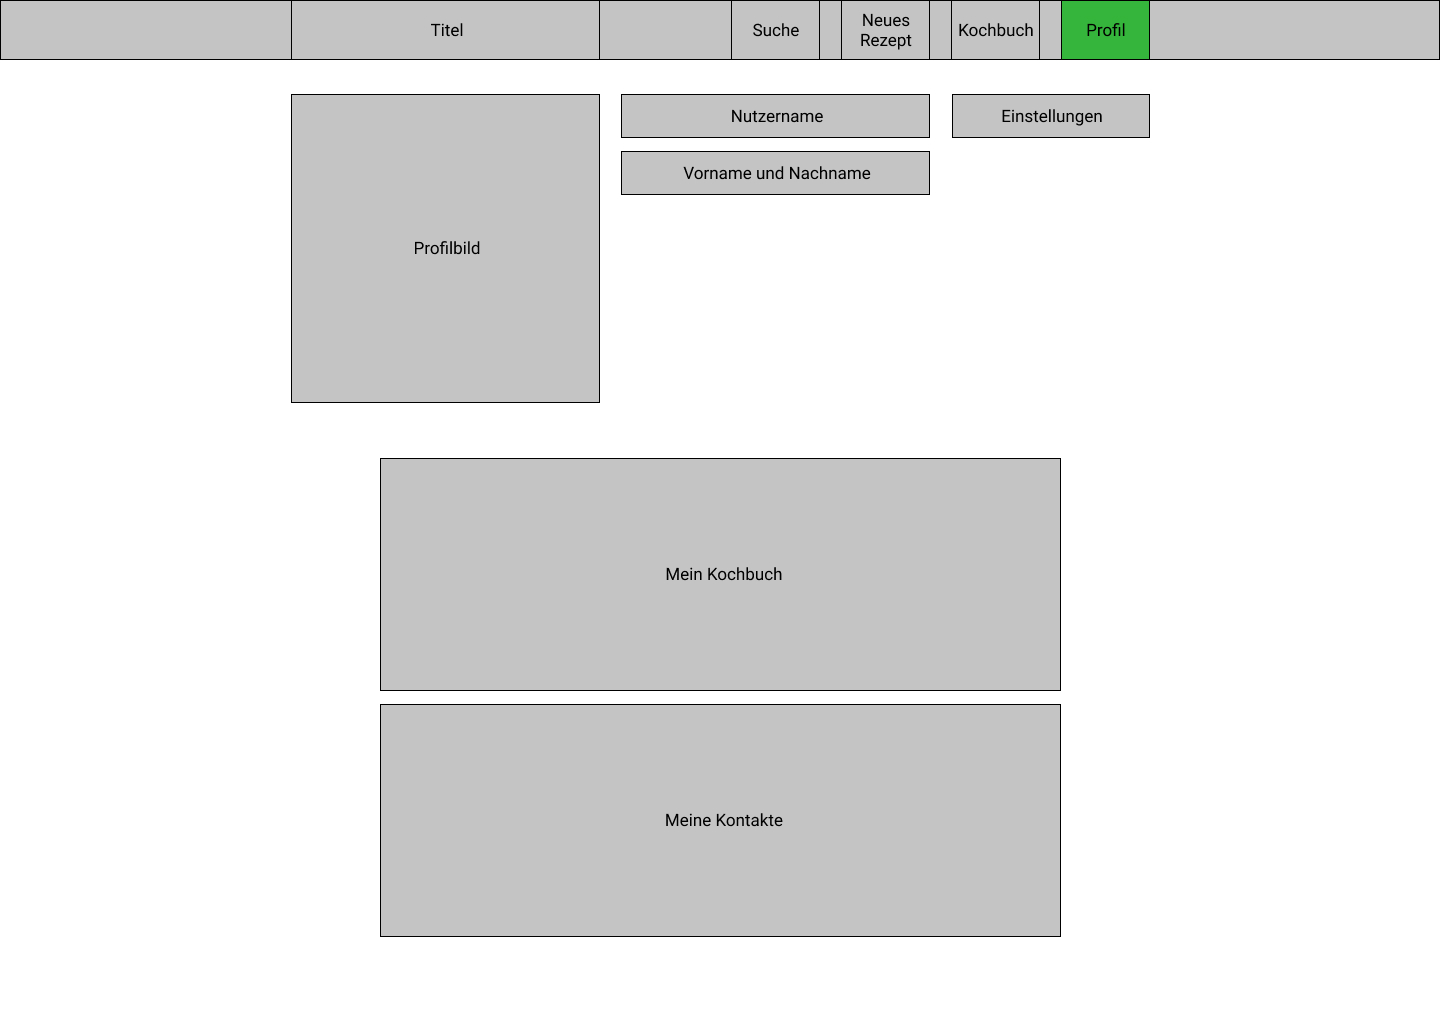 Titel
Suche
Neues
Rezept
Kochbuch
Profil
Nutzername
Einstellungen
Vorname und Nachname
Profilbild
Mein Kochbuch
Meine Kontakte